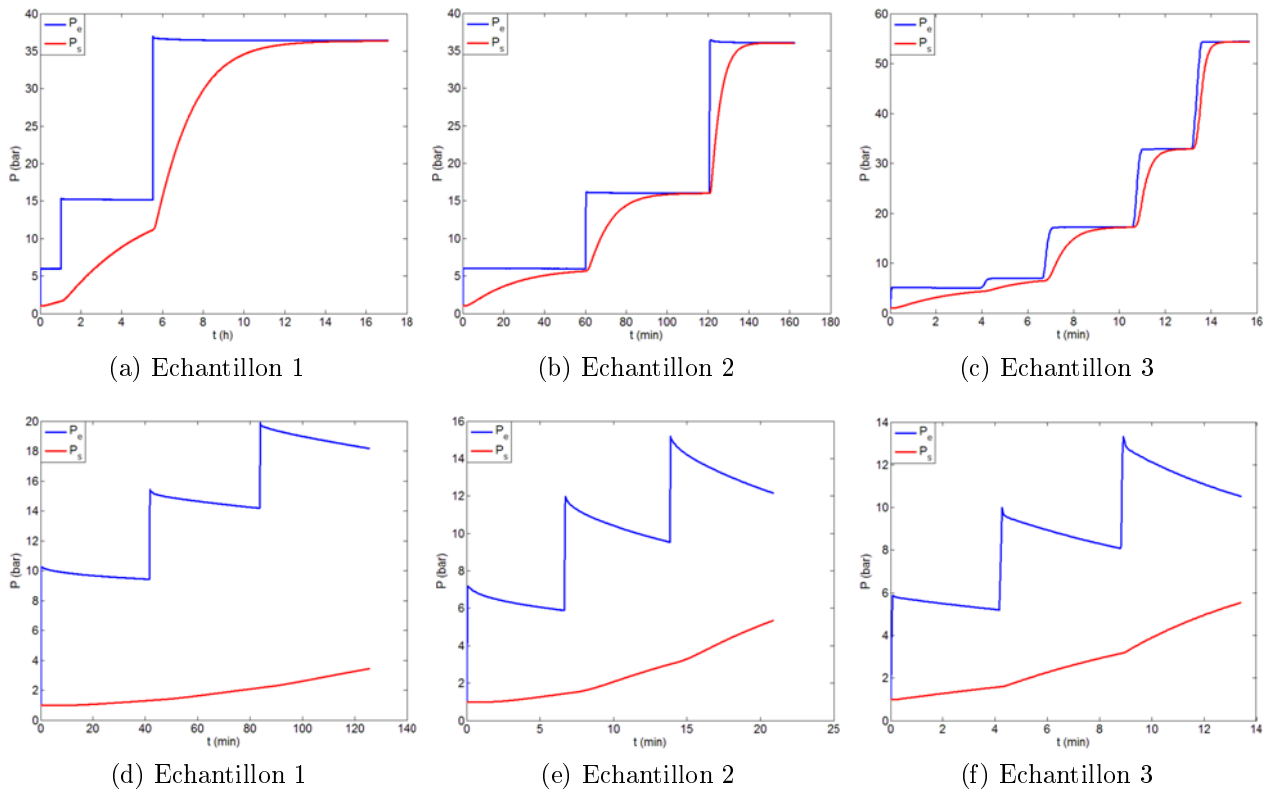 40
35
30
25
20
15
10
5
0
P (bar)
P_e
P_s
0 2 4 6 8 10 12 14 16 18
t (h)
(a) Echantillon 1
40
35
30
25
20
15
10
5
0
P (bar)
P_e
P_s
0 20 40 60 80 100 120 140 160 180
t (min)
(b) Echantillon 2
60
50
40
30
20
10
0
P (bar)
P_e
P_s
0 2 4 6 8 10 12 14 16
t (min)
(c) Echantillon 3
20
18
16
14
12
10
8
6
4
2
0
P (bar)
P_e
P_s
0 20 40 60 80 100 120 140
t (min)
(d) Echantillon 1
16
14
12
10
8
6
4
2
0
P (bar)
P_e
P_s
0 5 10 15 20 25
t (min)
(e) Echantillon 2
14
12
10
8
6
4
2
0
P (bar)
P_e
P_s
0 2 4 6 8 10 12 14
t (min)
(f) Echantillon 3